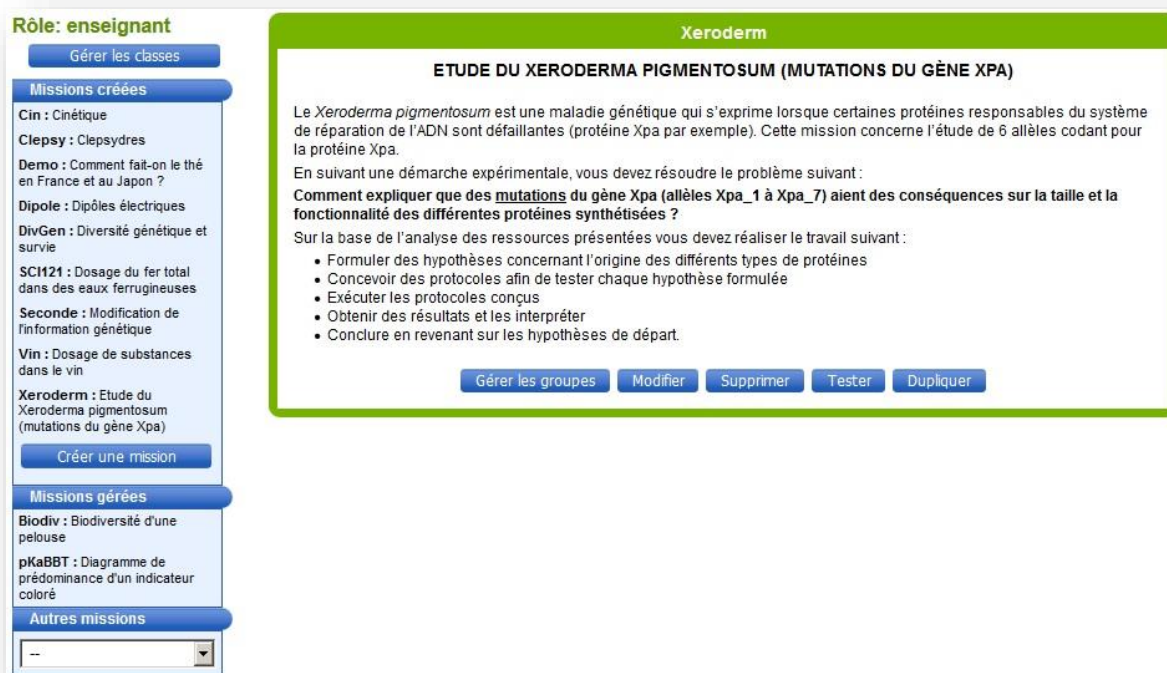 Rôle: enseignant
Gérer les classes
Missions créées
Cin : Cinétique
Clepsy : Clepsydres
Demo : Comment fait-on le thé
en France et au Japon ?
Dipole : Dipôles électriques
DivGen : Diversité génétique et
survie
SCI121 : Dosage du fer total
dans des eaux ferrugineuses
Seconde : Modification de
l'information génétique
Vin : Dosage de substances
dans le vin
Xeroderm : Etude du
Xeroderma pigmentosum
(mutations du gène Xpa)
Créer une mission
Missions gérées
Biodiv : Biodiversité d'une
pelouse
pKaBBT : Diagramme de
prédominance d'un indicateur
coloré
Autres missions
--
Xeroderm
ETUDE DU XERODERMA PIGMENTOSUM (MUTATIONS DU GÈNE XPA)
Le Xeroderma pigmentosum est une maladie génétique qui s'exprime lorsque certaines protéines responsables du système
de réparation de l'ADN sont défaillantes (protéine Xpa par exemple). Cette mission concerne l'étude de 6 allèles codant pour
la protéine Xpa.
En suivant une démarche expérimentale, vous devez résoudre le problème suivant :
Comment expliquer que des mutations du gène Xpa (allèles Xpa_1 à Xpa_7) aient des conséquences sur la taille et la
fonctionnalité des différentes protéines synthétisées ?
Sur la base de l'analyse des ressources présentées vous devez réaliser le travail suivant :
• Formuler des hypothèses concernant l'origine des différents types de protéines
• Concevoir des protocoles afin de tester chaque hypothèse formulée
• Exécuter les protocoles conçus
• Obtenir des résultats et les interpréter
• Conclure en revenant sur les hypothèses de départ.
Gérer les groupes Modifier Supprimer Tester Dupliquer